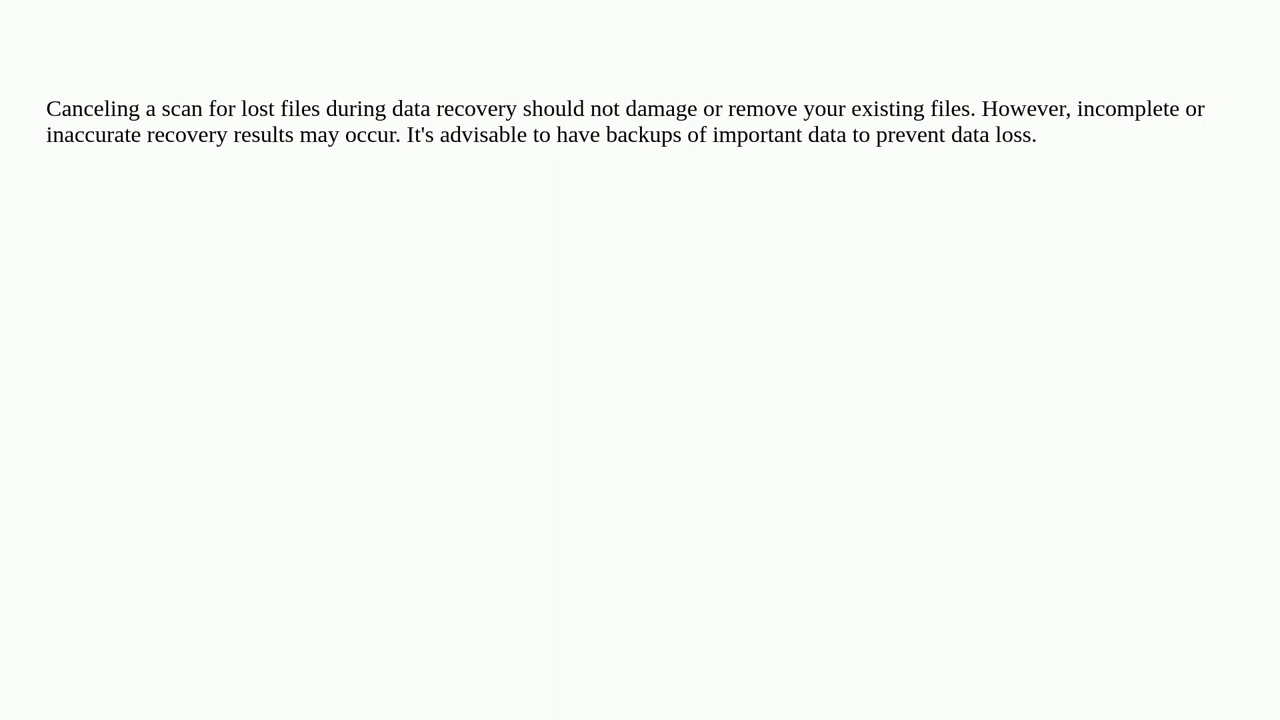 Canceling a scan for lost files during data recovery should not damage or remove your existing files. However, incomplete or
inaccurate recovery results may occur. It's advisable to have backups of important data to prevent data loss.